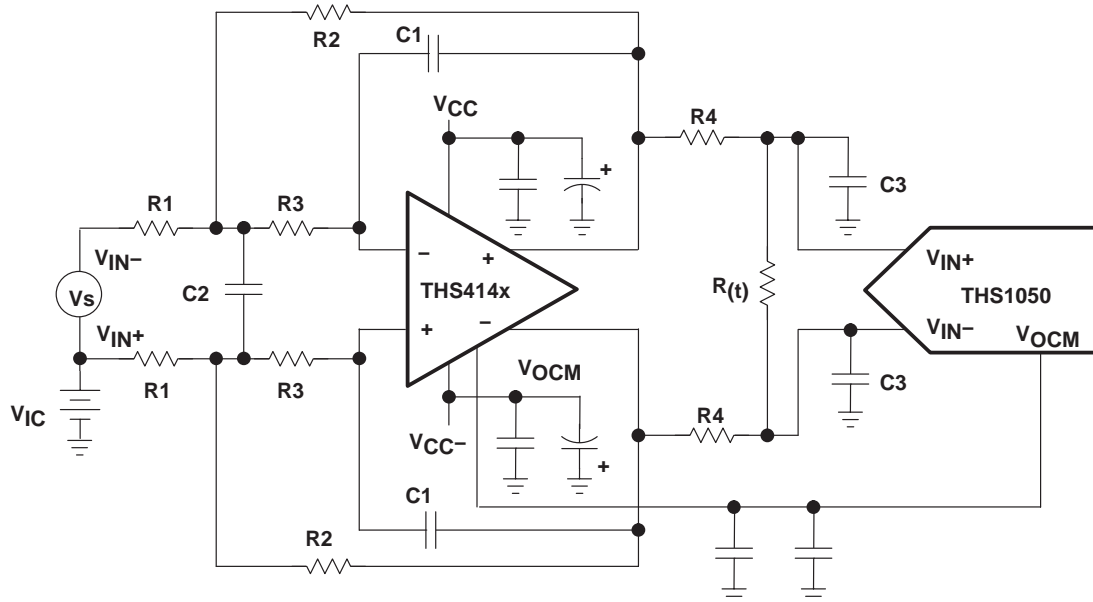 R2
C1
VCC
R4
+
C3
R1
R3
VIN−
−
+
VIN+
Vs
C2
THS414x
R(t)
THS1050
VIN+
+
−
VIN−
VOCM
R1
R3
VOCM
C3
VIC
R4
VCC−
+
C1
R2